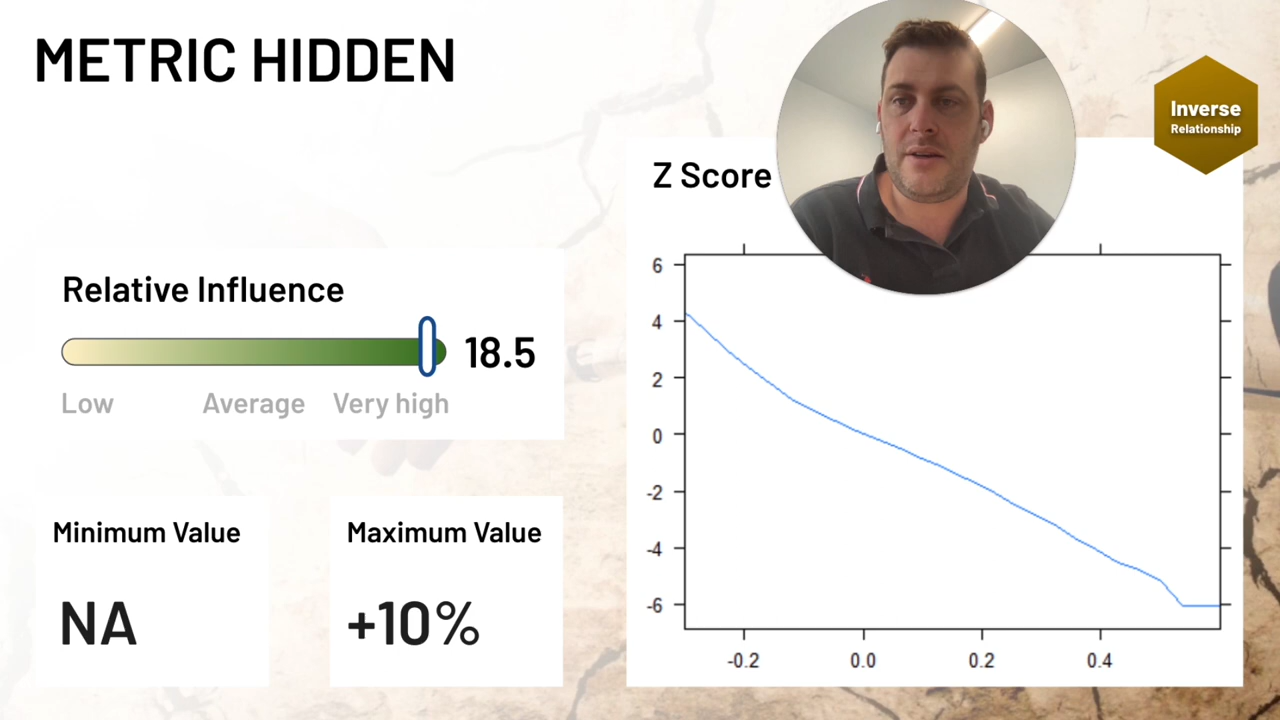 METRIC HIDDEN
Inverse
Relationship
Z Score
Relative Influence
18.5
Low Average Very high
Minimum Value
NA
Maximum Value
+10%
6
4
2
0
-2
-4
-6
-0.2 0.0 0.2 0.4